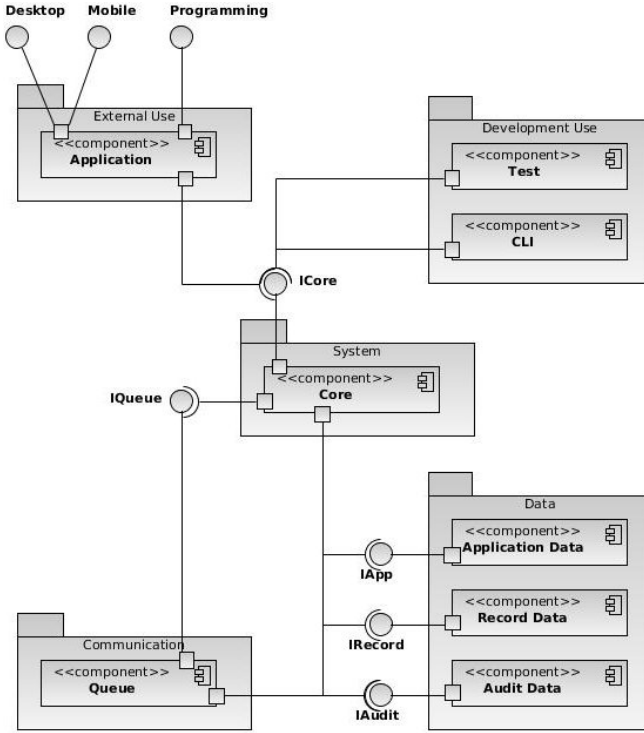 Desktop
Mobile
Programming
External Use
<<component>>
Application
Development Use
<<component>>
Test
<<component>>
CLI
ICore
System
<<component>>
Core
IQueue
Data
<<component>>
Application Data
IApp
<<component>>
Record Data
IRecord
Communication
<<component>>
Queue
<<component>>
Audit Data
IAudit